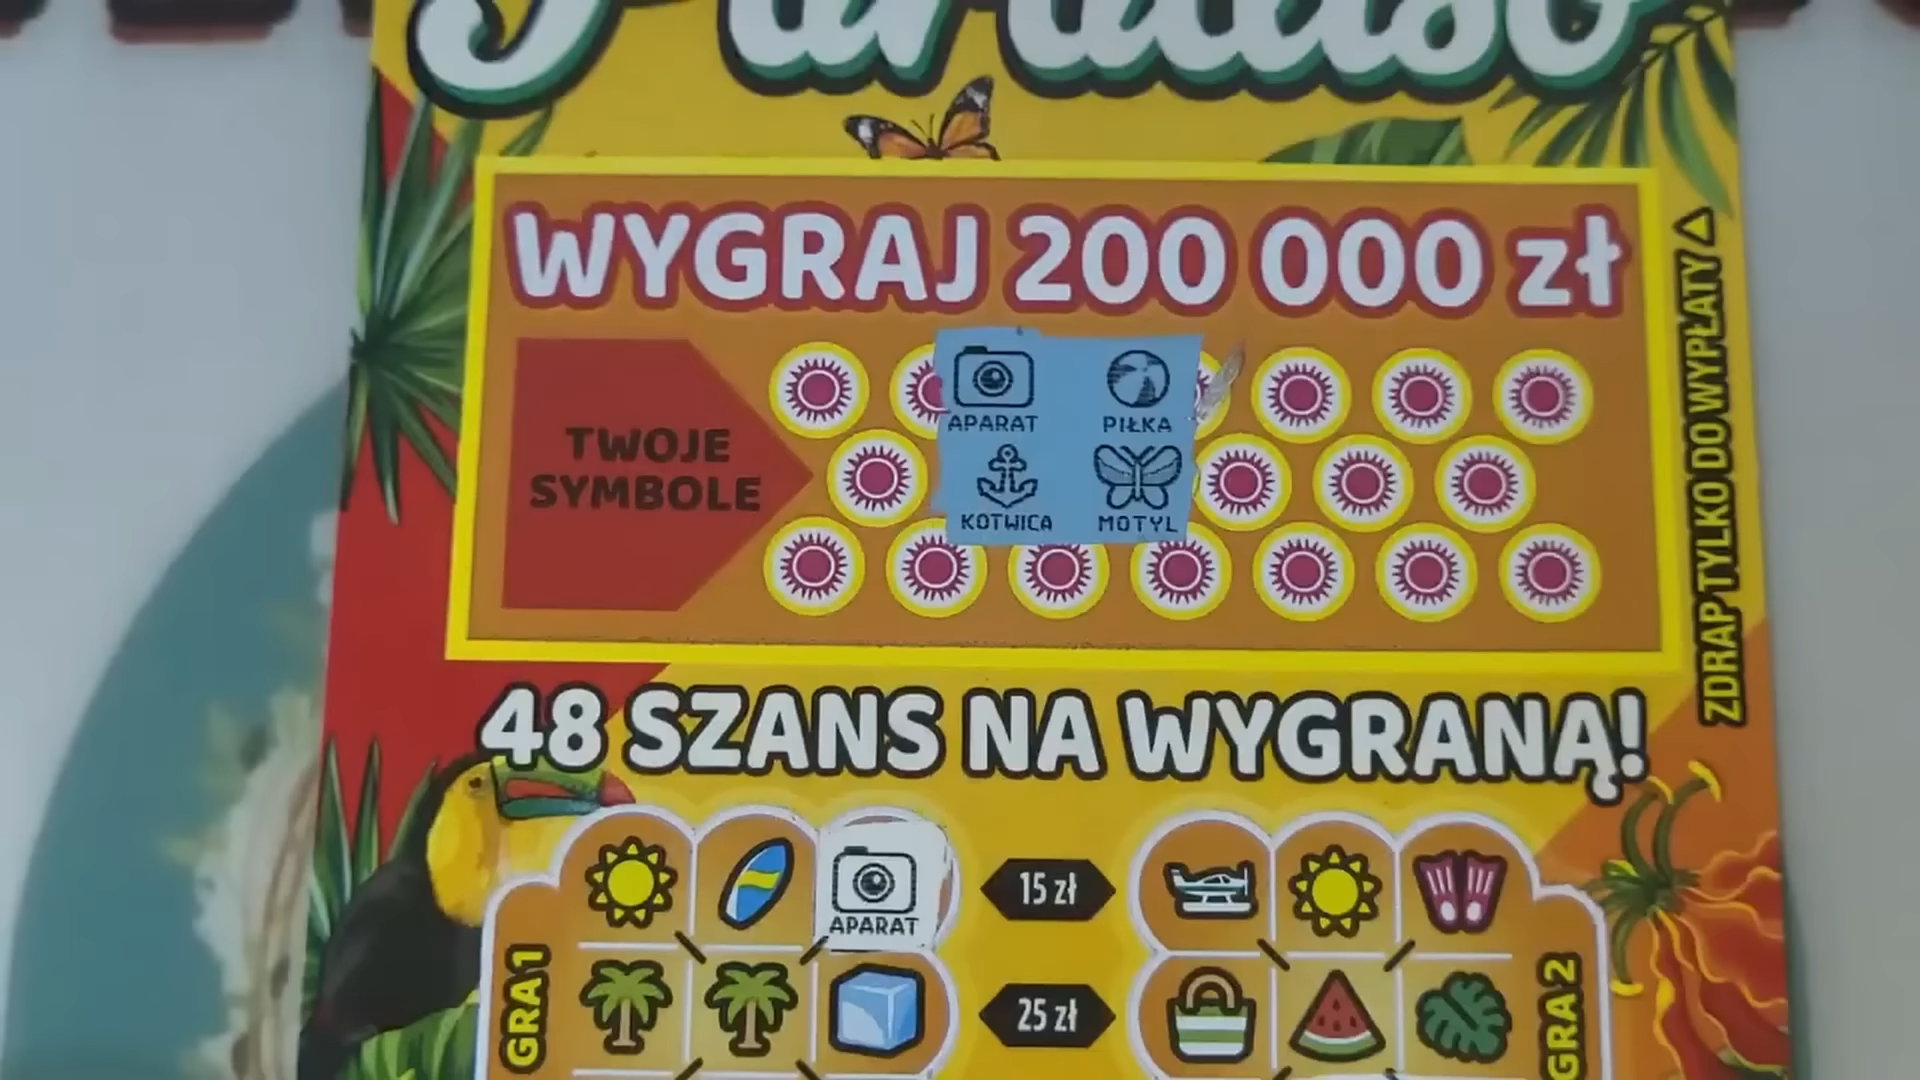 WYGRAJ 200 000 zł
TWOJE
SYMBOLE
APARAT
PIŁKA
KOTWICA
MOTYL
ZDRAP TYLKO DO WYPŁATY
48 SZANS NA WYGRANĄ!
APARAT
15 zł
GRA 1
25 zł
GRA 2